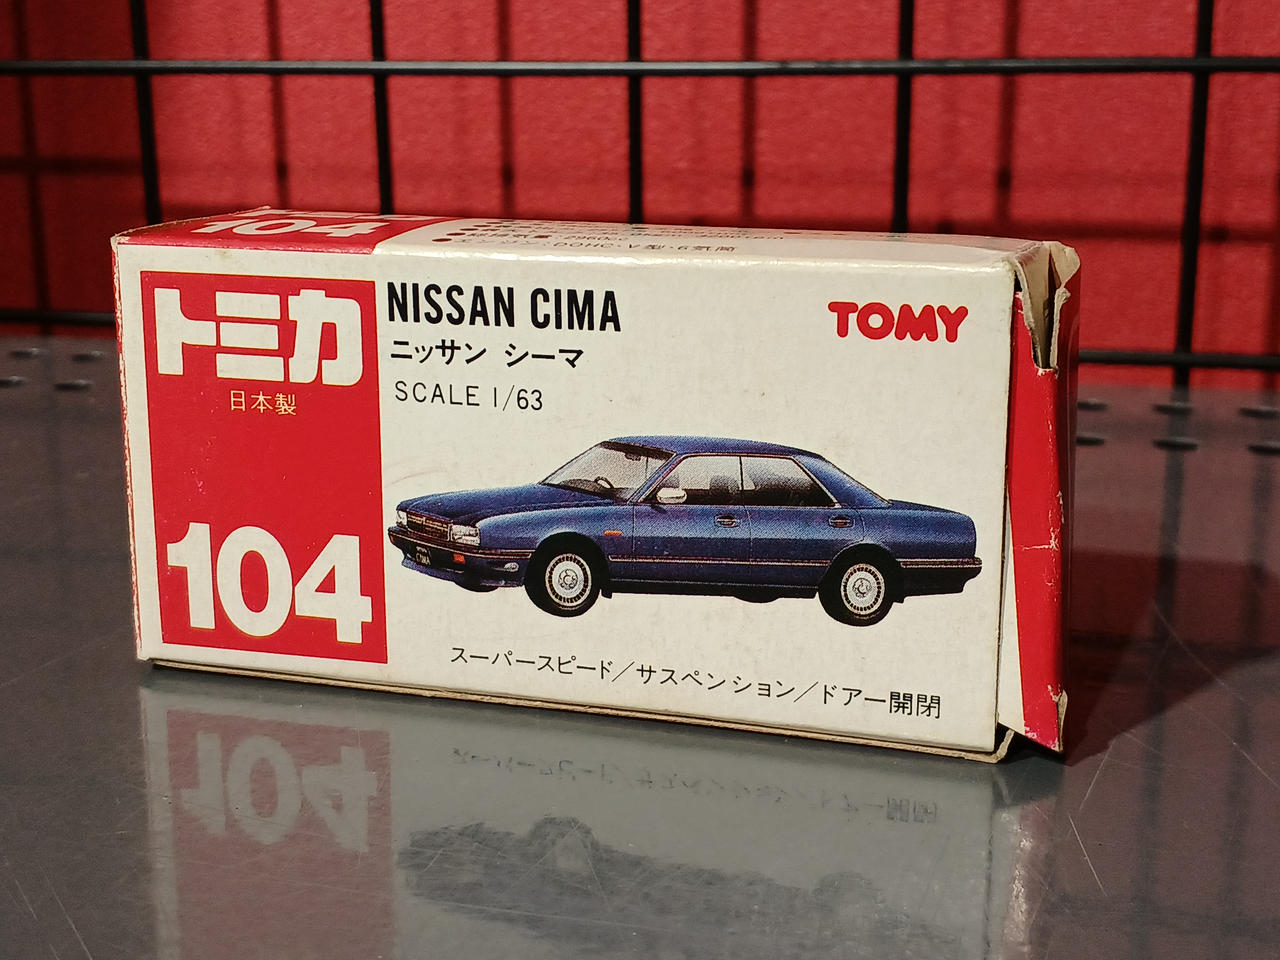 104
トミカ
日本製
104
NISSAN CIMA
ニッサン シーマ
SCALE 1/63
TOMY
CIMA
スーパースピード/サスペンション/ドアー開閉